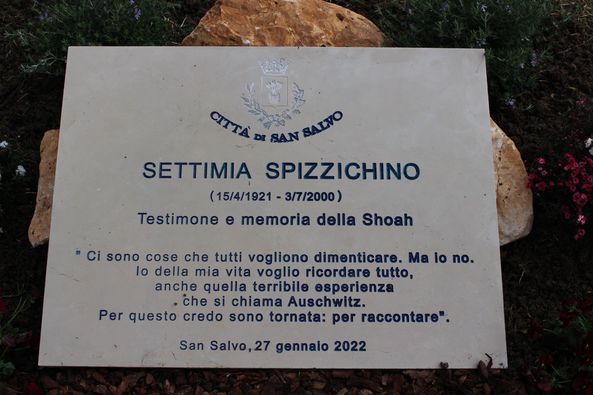 CITTÀ DI SAN SALVO
SETTIMIA SPIZZICHINO
(15/4/1921 - 3/7/2000)
Testimone e memoria della Shoah
" Ci sono cose che tutti vogliono dimenticare. Ma io no.
Io della mia vita voglio ricordare tutto,
anche quella terribile esperienza
che si chiama Auschwitz.
Per questo credo sono tornata: per raccontare".
San Salvo, 27 gennaio 2022